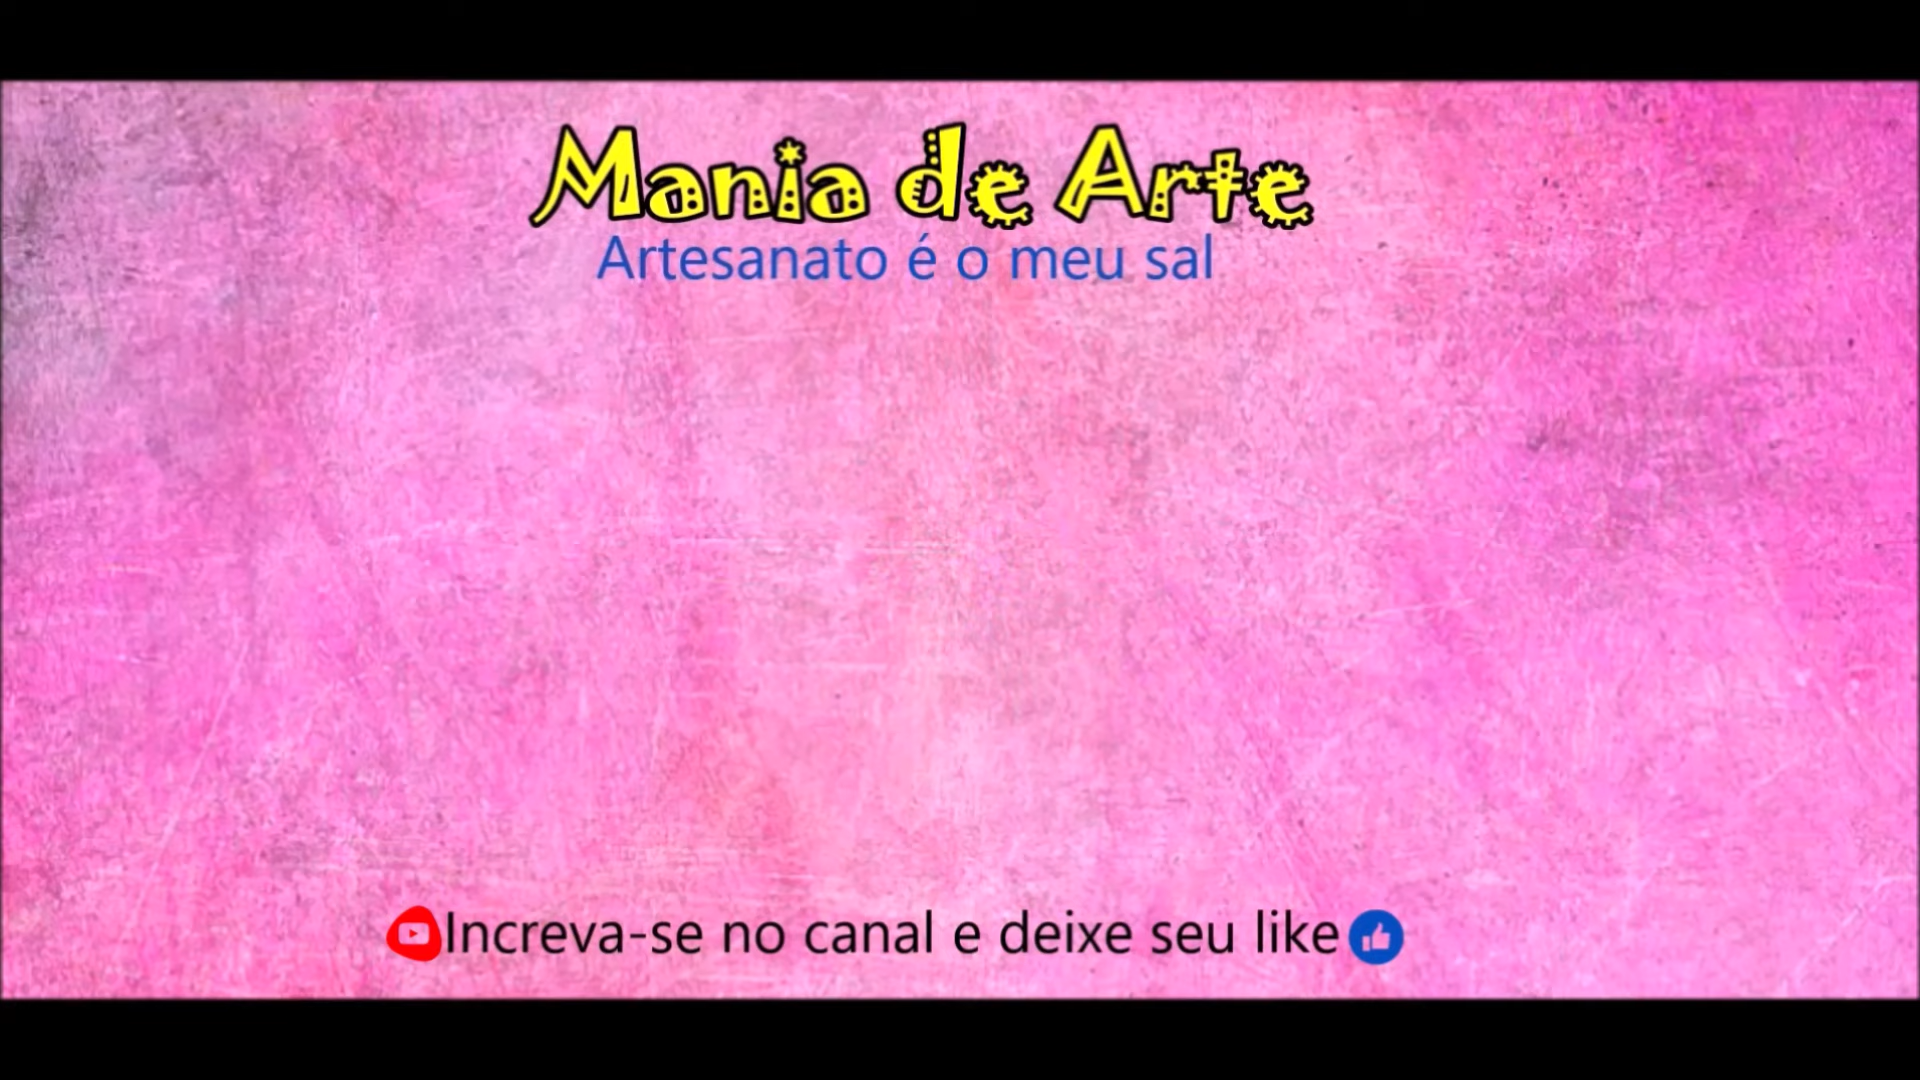 Mania de Arte
Artesanato é o meu sal
Increva-se no canal e deixe seu like